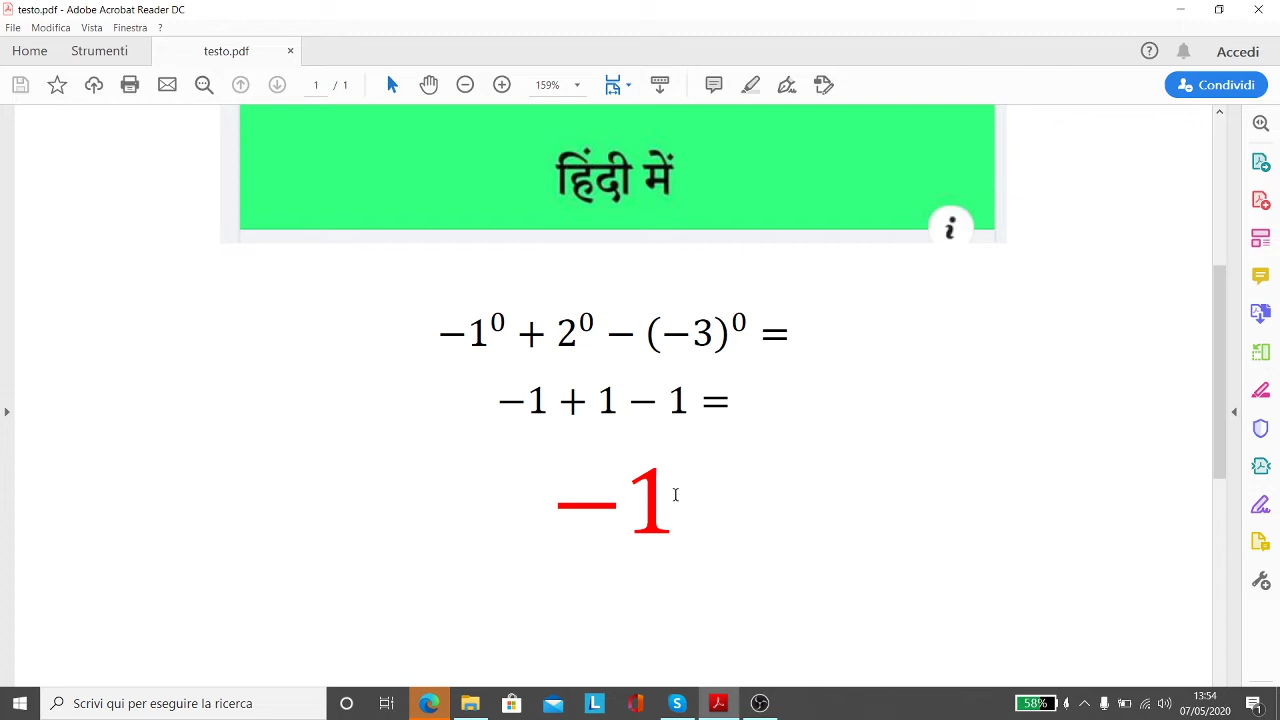 testo.pdf - Adobe Acrobat Reader DC
File Modifica Vista Finestra ?
Home Strumenti testo.pdf × Accedi
1 / 1 159% Condividi
हिंदी में
i
−1⁰ + 2⁰ − (−3)⁰ =
−1 + 1 − 1 =
−1
Scrivi qui per eseguire la ricerca
58%
13:54
07/05/2020